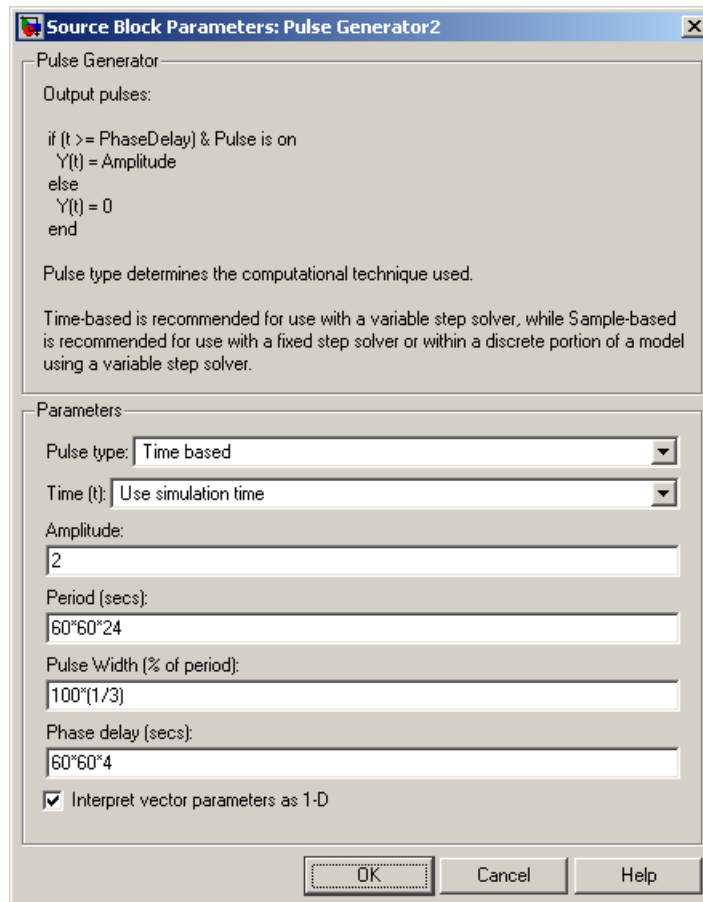 Source Block Parameters: Pulse Generator2
Pulse Generator
Output pulses:
if (t >= PhaseDelay) & Pulse is on
Y(t) = Amplitude
else
Y(t) = 0
end
Pulse type determines the computational technique used.
Time-based is recommended for use with a variable step solver, while Sample-based
is recommended for use with a fixed step solver or within a discrete portion of a model
using a variable step solver.
Parameters
Pulse type: Time based
Time (t): Use simulation time
Amplitude:
2
Period (secs):
60*60*24
Pulse Width (% of period):
100*(1/3)
Phase delay (secs):
60*60*4
Interpret vector parameters as 1-D
OK Cancel Help